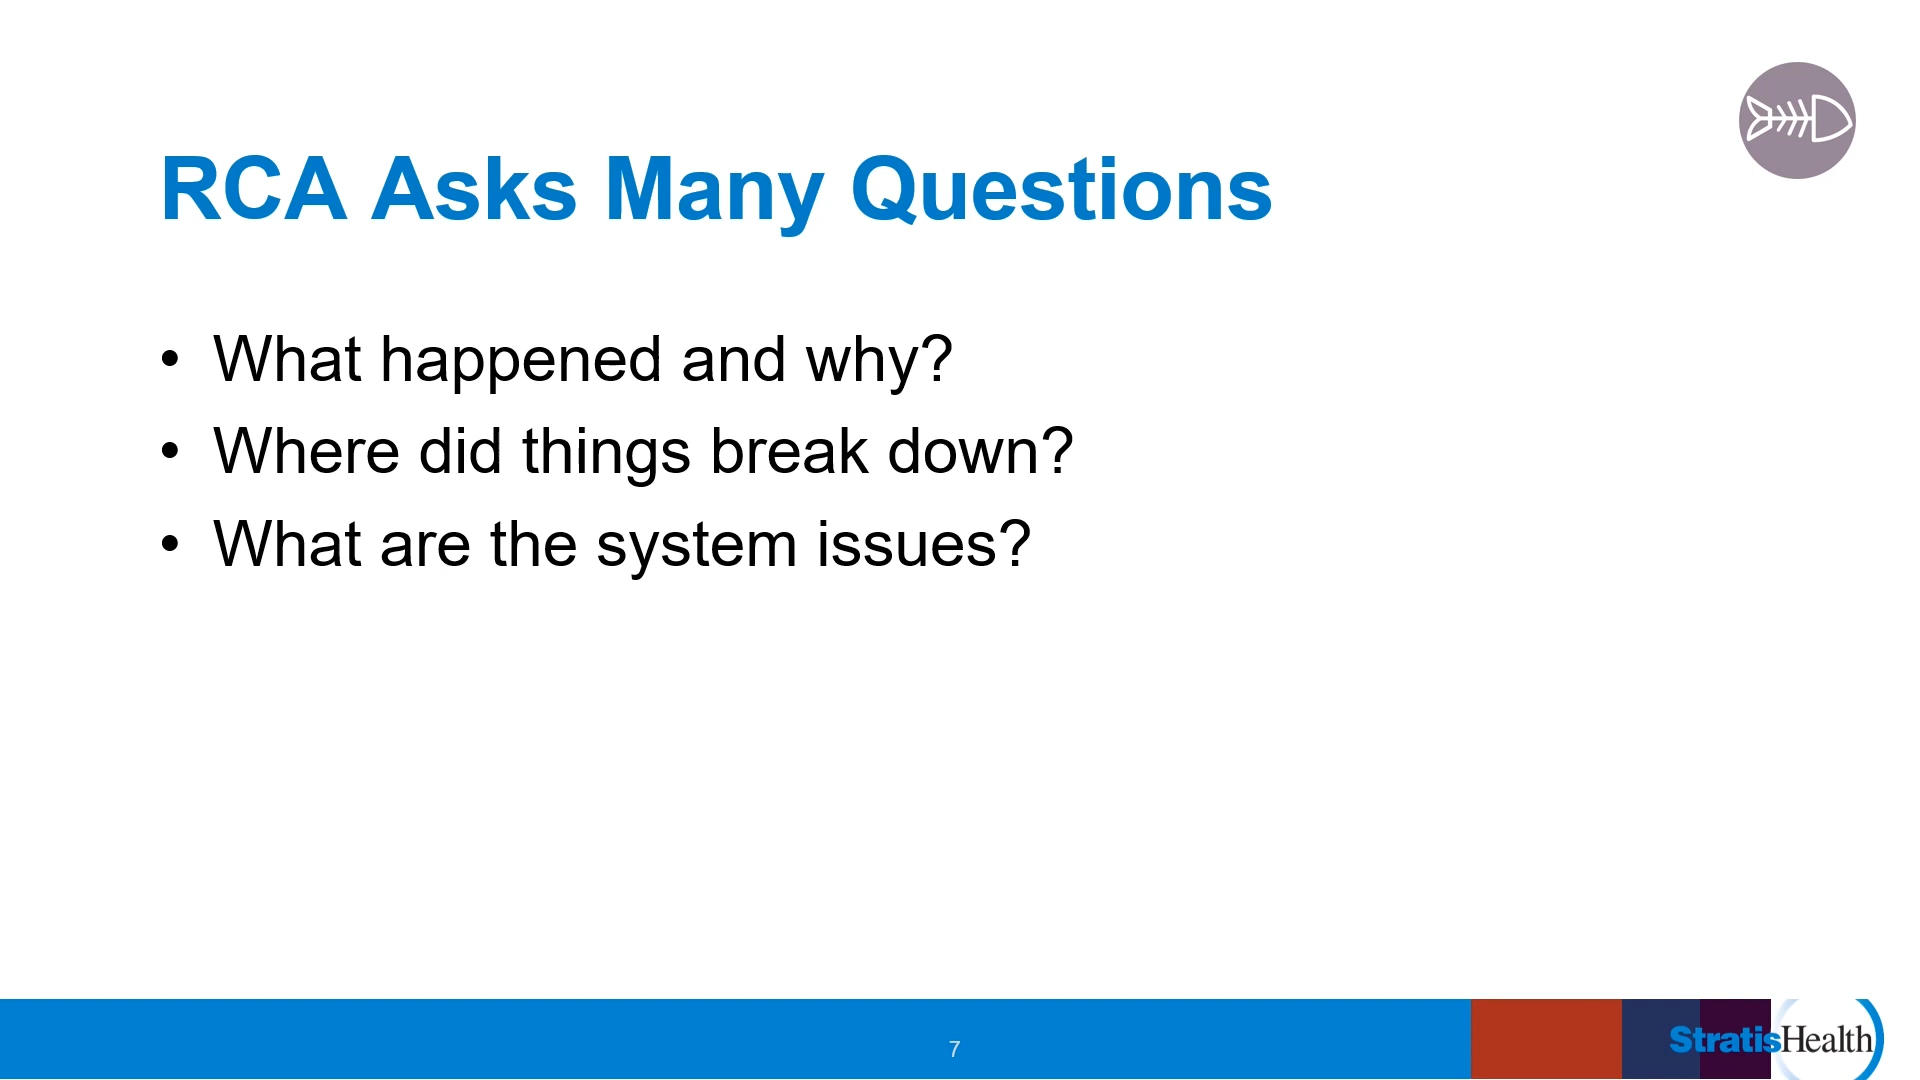 RCA Asks Many Questions
• What happened and why?
• Where did things break down?
• What are the system issues?
7
StratisHealth